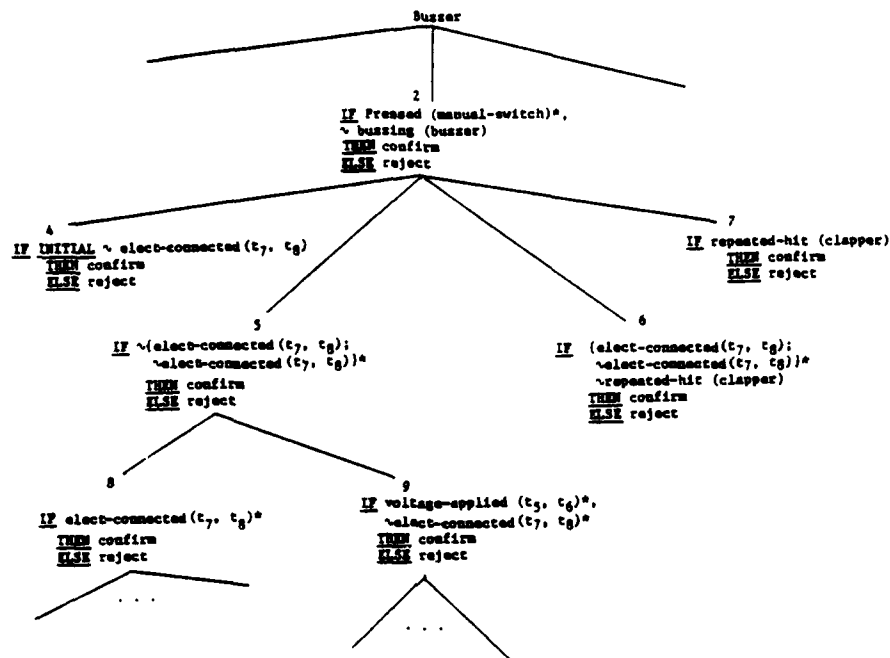 Buzzer
2
IF Pressed (manual-switch)*,
~ buzzing (buzzer)
THEN confirm
ELSE reject
4
IF INITIAL ~ elect-connected(t7, t8)
THEN confirm
ELSE reject
7
IF repeated-hit (clapper)
THEN confirm
ELSE reject
5
IF ~{elect-connected(t7, t8);
~elect-connected(t7, t8)}*
THEN confirm
ELSE reject
6
IF {elect-connected(t7, t8);
~elect-connected(t7, t8)}*
~repeated-hit (clapper)
THEN confirm
ELSE reject
8
IF elect-connected(t7, t8)*
THEN confirm
ELSE reject
. . .
9
IF voltage-applied (t5, t6)*,
~elect-connected(t7, t8)*
THEN confirm
ELSE reject
. . .